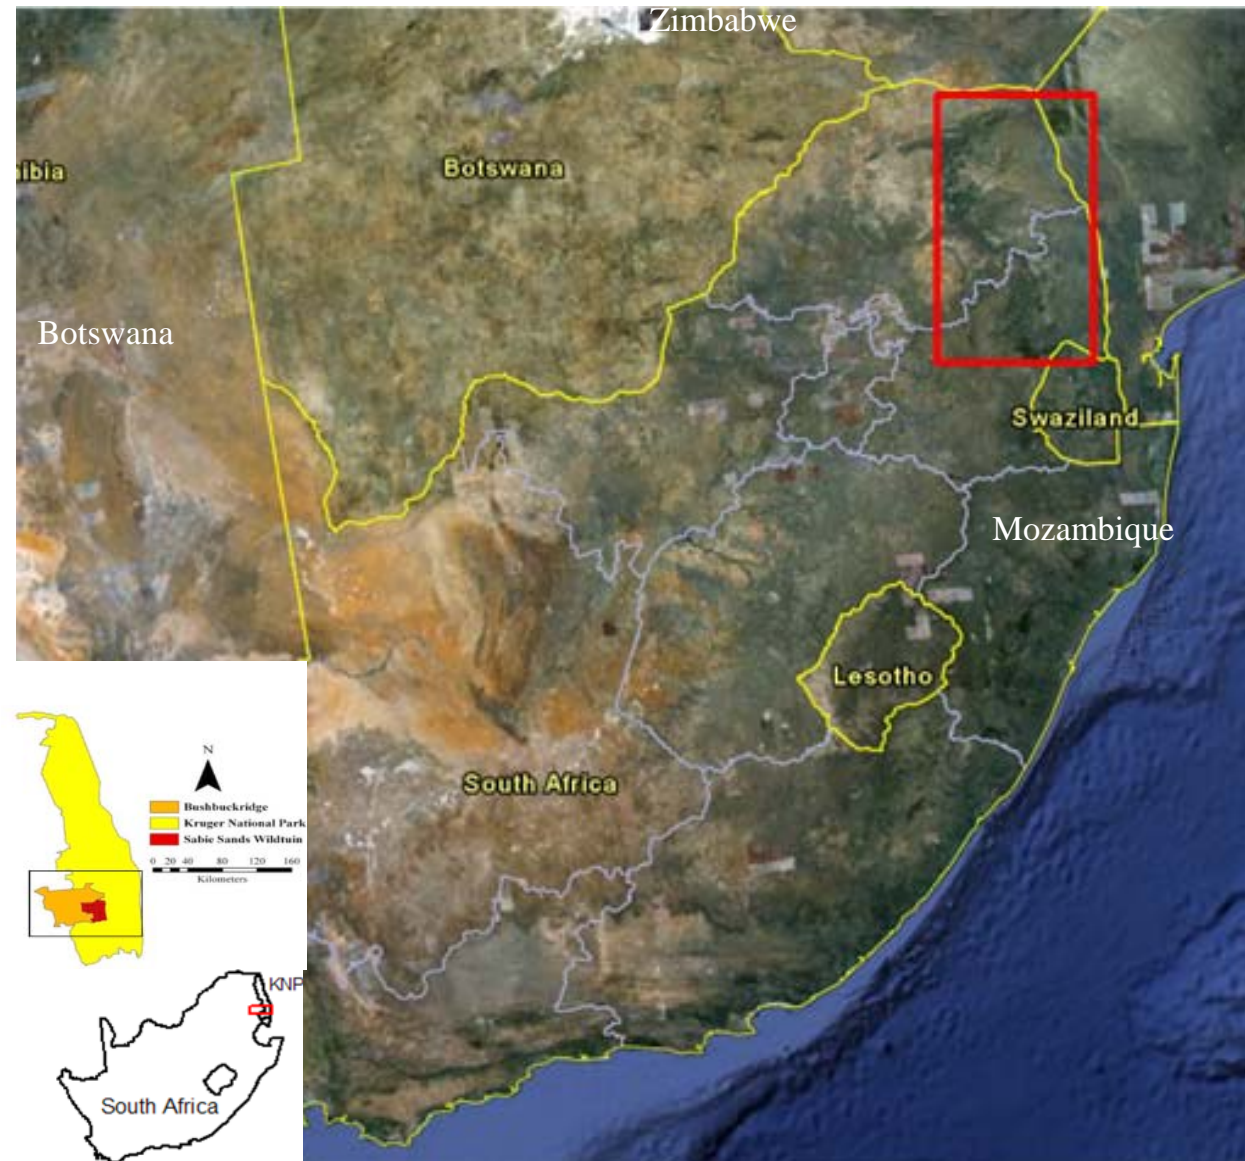 Zimbabwe
Botswana
ibia
Botswana
Swaziland
Mozambique
Lesotho
South Africa
N
Bushbuckridge
Kruger National Park
Sabie Sands Wildtuin
0 20 40 80 120 160
Kilometers
KNP
South Africa